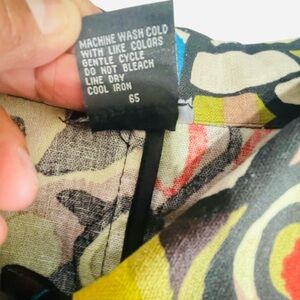 MACHINE WASH COLD
WITH LIKE COLORS
GENTLE CYCLE
DO NOT BLEACH
LINE DRY
COOL IRON
65